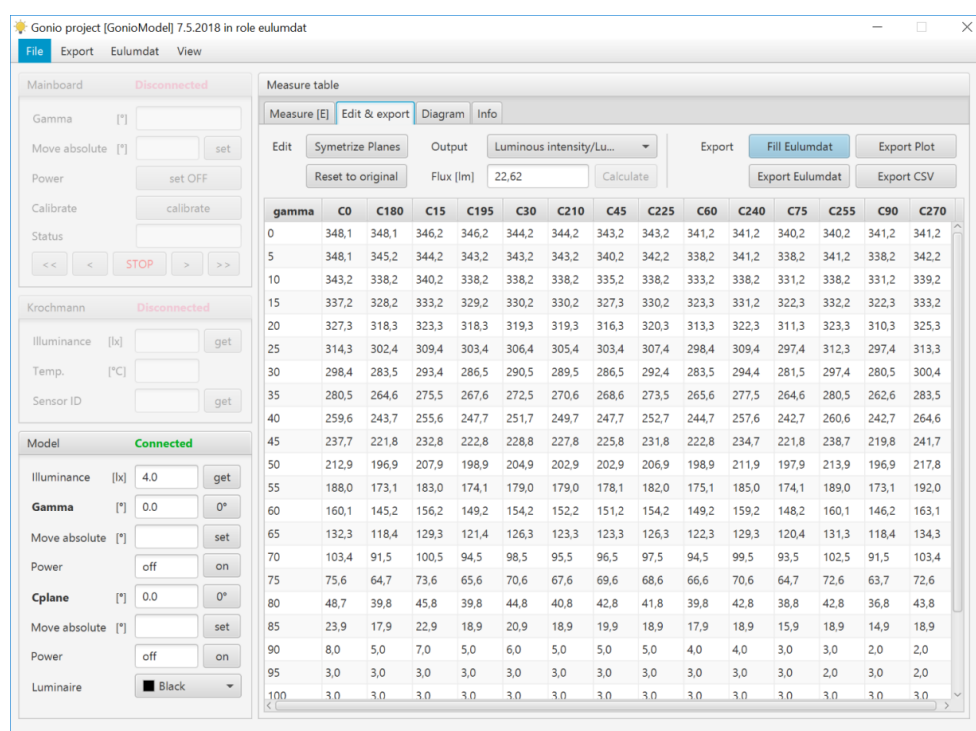 Gonio project [GonioModel] 7.5.2018 in role eulumdat
File Export Eulumdat View
Mainboard Disconnected
Gamma [°]
Move absolute [°] set
Power set OFF
Calibrate calibrate
Status
<< < STOP > >>
Krochmann Disconnected
Illuminance [lx] get
Temp. [°C]
Sensor ID get
Model Connected
Illuminance [lx] 4.0 get
Gamma [°] 0.0 0°
Move absolute [°] set
Power off on
Cplane [°] 0.0 0°
Move absolute [°] set
Power off on
Luminaire Black
Measure table
Measure [E] Edit & export Diagram Info
Edit Symetrize Planes Output Luminous intensity/Lu... Export Fill Eulumdat Export Plot
Reset to original Flux [lm] 22,62 Calculate Export Eulumdat Export CSV
gamma C0 C180 C15 C195 C30 C210 C45 C225 C60 C240 C75 C255 C90 C270
0 348,1 348,1 346,2 346,2 344,2 344,2 343,2 343,2 341,2 341,2 340,2 340,2 341,2 341,2
5 348,1 345,2 344,2 343,2 343,2 343,2 340,2 342,2 338,2 341,2 338,2 341,2 338,2 342,2
10 343,2 338,2 340,2 338,2 338,2 338,2 335,2 338,2 333,2 338,2 331,2 338,2 331,2 339,2
15 337,2 328,2 333,2 329,2 330,2 330,2 327,3 330,2 323,3 331,2 322,3 332,2 322,3 333,2
20 327,3 318,3 323,3 318,3 319,3 319,3 316,3 320,3 313,3 322,3 311,3 323,3 310,3 325,3
25 314,3 302,4 309,4 303,4 306,4 305,4 303,4 307,4 298,4 309,4 297,4 312,3 297,4 313,3
30 298,4 283,5 293,4 286,5 290,5 289,5 286,5 292,4 283,5 294,4 281,5 297,4 280,5 300,4
35 280,5 264,6 275,5 267,6 272,5 270,6 268,6 273,5 265,6 277,5 264,6 280,5 262,6 283,5
40 259,6 243,7 255,6 247,7 251,7 249,7 247,7 252,7 244,7 257,6 242,7 260,6 242,7 264,6
45 237,7 221,8 232,8 222,8 228,8 227,8 225,8 231,8 222,8 234,7 221,8 238,7 219,8 241,7
50 212,9 196,9 207,9 198,9 204,9 202,9 202,9 206,9 198,9 211,9 197,9 213,9 196,9 217,8
55 188,0 173,1 183,0 174,1 179,0 179,0 178,1 182,0 175,1 185,0 174,1 189,0 173,1 192,0
60 160,1 145,2 156,2 149,2 154,2 152,2 151,2 154,2 149,2 159,2 148,2 160,1 146,2 163,1
65 132,3 118,4 129,3 121,4 126,3 123,3 123,3 126,3 122,3 129,3 120,4 131,3 118,4 134,3
70 103,4 91,5 100,5 94,5 98,5 95,5 96,5 97,5 94,5 99,5 93,5 102,5 91,5 103,4
75 75,6 64,7 73,6 65,6 70,6 67,6 69,6 68,6 66,6 70,6 64,7 72,6 63,7 72,6
80 48,7 39,8 45,8 39,8 44,8 40,8 42,8 41,8 39,8 42,8 38,8 42,8 36,8 43,8
85 23,9 17,9 22,9 18,9 20,9 18,9 19,9 18,9 17,9 18,9 15,9 18,9 14,9 18,9
90 8,0 5,0 7,0 5,0 6,0 5,0 5,0 5,0 4,0 4,0 3,0 3,0 2,0 2,0
95 3,0 3,0 3,0 3,0 3,0 3,0 3,0 3,0 3,0 3,0 3,0 2,0 3,0 2,0
100 3,0 3,0 3,0 3,0 3,0 3,0 3,0 3,0 3,0 3,0 3,0 3,0 3,0 3,0